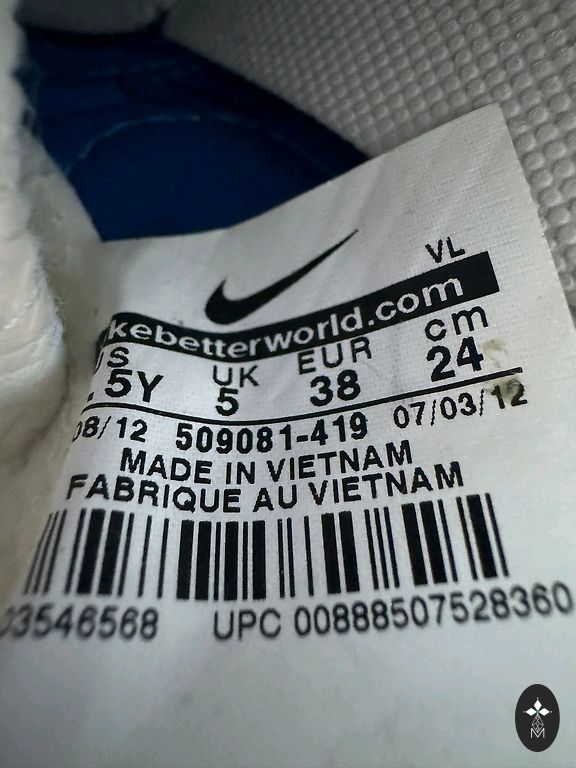 VL
kebetterworld.com
US UK EUR cm
.5Y 5 38 24
08/12 509081-419 07/03/12
MADE IN VIETNAM
FABRIQUE AU VIETNAM
03546568 UPC 00888507528360
M